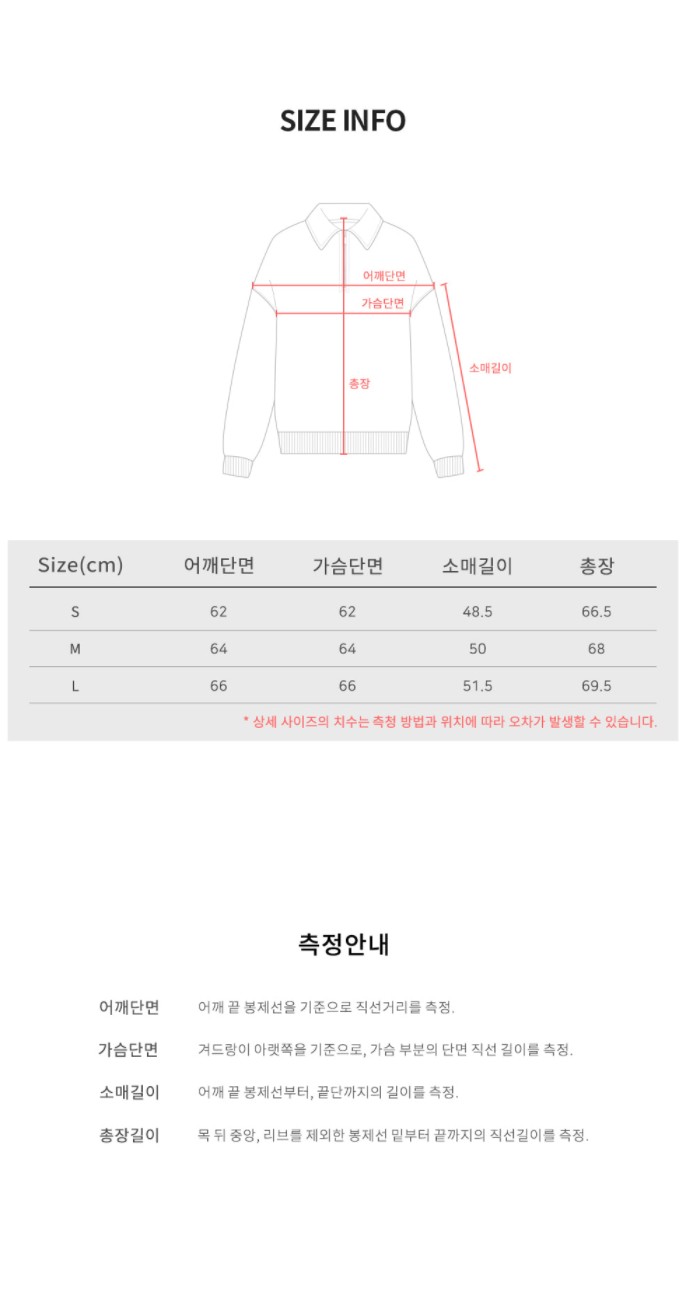 SIZE INFO
어깨단면
가슴단면
소매길이
총장
Size(cm) 어깨단면 가슴단면 소매길이 총장
S 62 62 48.5 66.5
M 64 64 50 68
L 66 66 51.5 69.5
* 상세 사이즈의 치수는 측청 방법과 위치에 따라 오차가 발생할 수 있습니다.
측정안내
어깨단면 어깨 끝 봉제선을 기준으로 직선거리를 측정.
가슴단면 겨드랑이 아랫쪽을 기준으로, 가슴 부분의 단면 직선 길이를 측정.
소매길이 어깨 끝 봉제선부터, 끝단까지의 길이를 측정.
총장길이 목 뒤 중앙, 리브를 제외한 봉제선 밑부터 끝까지의 직선길이를 측정.